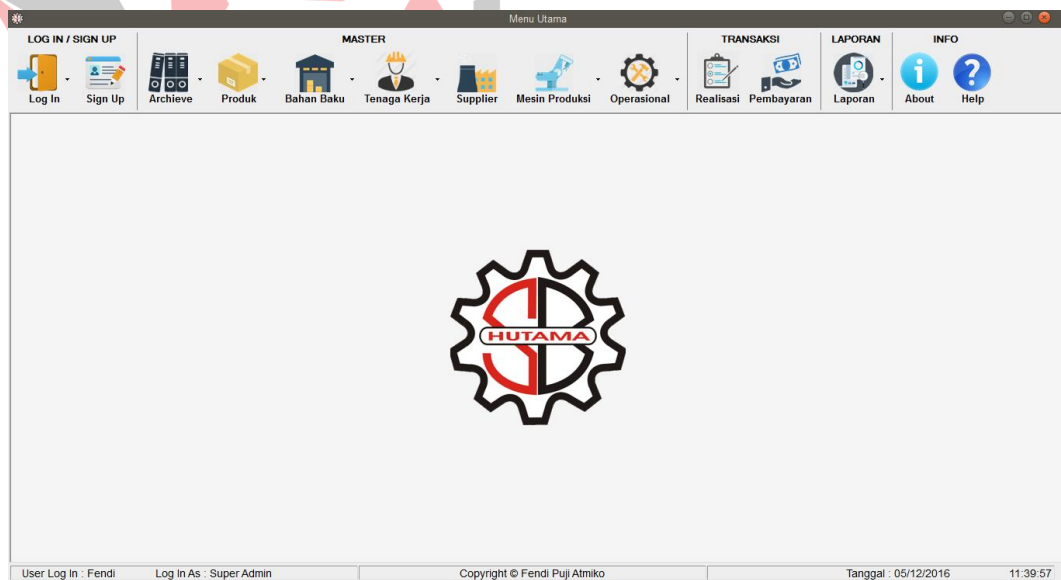 Menu Utama
LOG IN / SIGN UP MASTER TRANSAKSI LAPORAN INFO
Log In Sign Up Archieve Produk Bahan Baku Tenaga Kerja Supplier Mesin Produksi Operasional Realisasi Pembayaran Laporan About Help
HUTAMA
User Log In : Fendi Log In As : Super Admin Copyright © Fendi Puji Atmiko Tanggal : 05/12/2016 11:39:57